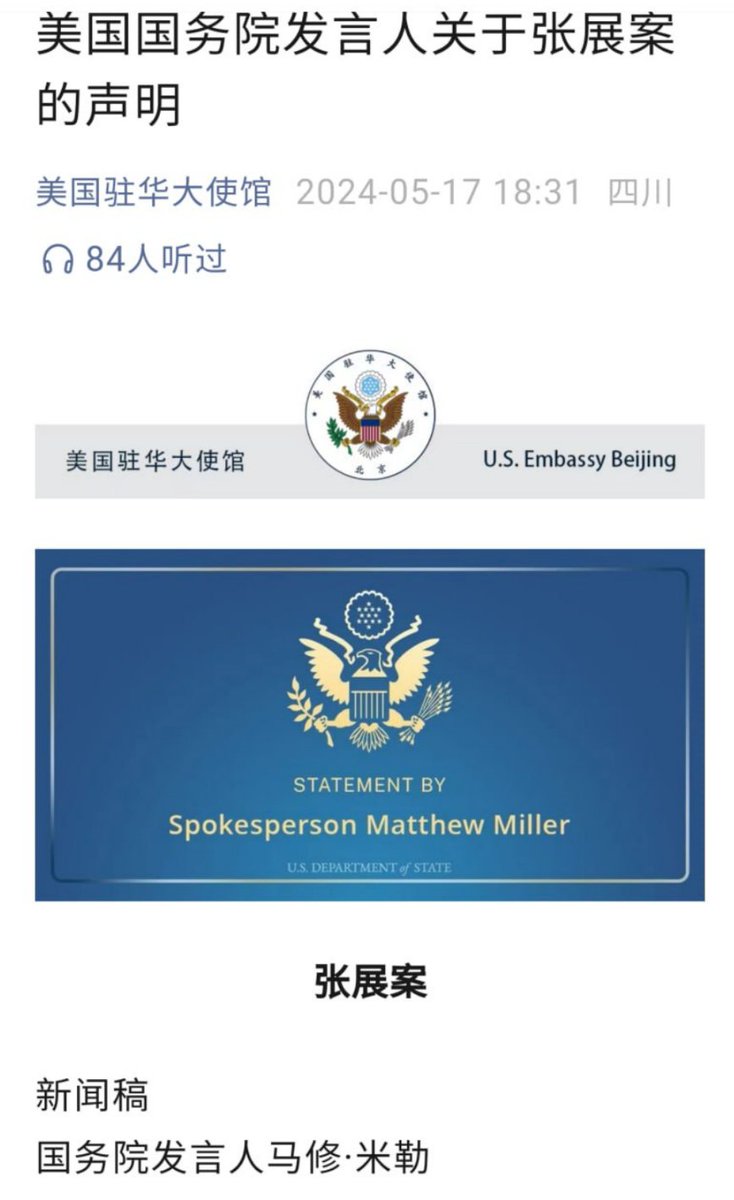 美国国务院发言人关于张展案
的声明
美国驻华大使馆 2024-05-17 18:31 四川
84人听过
美国驻华大使馆
美国驻华大使馆
北京
U.S. Embassy Beijing
STATEMENT BY
Spokesperson Matthew Miller
U.S. DEPARTMENT of STATE
张展案
新闻稿
国务院发言人马修·米勒